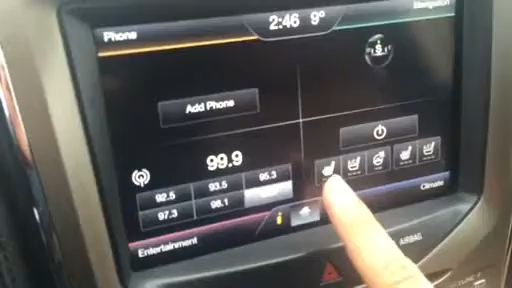 Phone
2:46 9°
Navigation
S
Add Phone
99.9
92.5 93.5 95.3
97.3 98.1
i
Climate
Entertainment
AIRBAG